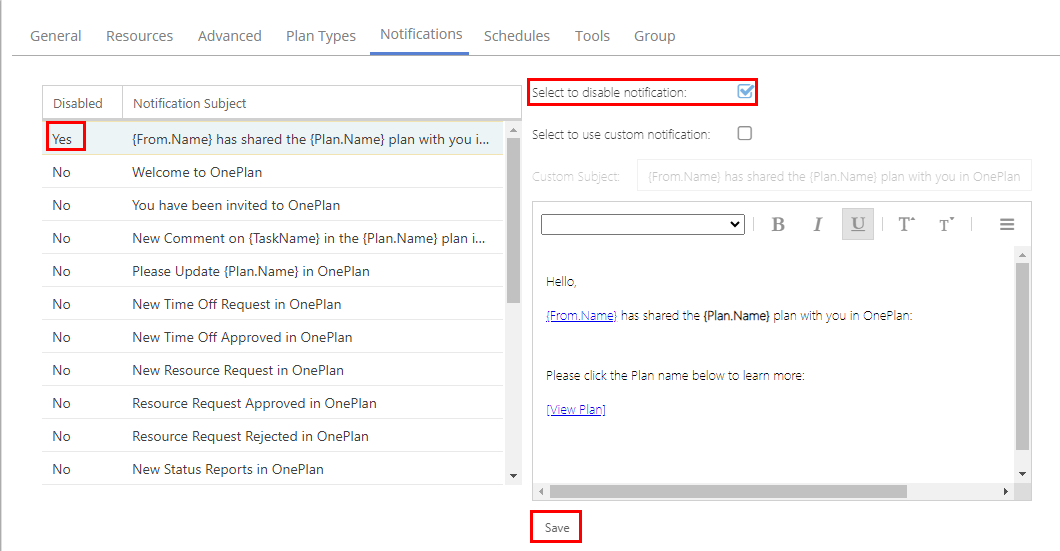 General Resources Advanced Plan Types Notifications Schedules Tools Group
Disabled Notification Subject
Yes {From.Name} has shared the {Plan.Name} plan with you i...
No Welcome to OnePlan
No You have been invited to OnePlan
No New Comment on {TaskName} in the {Plan.Name} plan i...
No Please Update {Plan.Name} in OnePlan
No New Time Off Request in OnePlan
No New Time Off Approved in OnePlan
No New Resource Request in OnePlan
No Resource Request Approved in OnePlan
No Resource Request Rejected in OnePlan
No New Status Reports in OnePlan
Select to disable notification:
Select to use custom notification:
Custom Subject: {From.Name} has shared the {Plan.Name} plan with you in OnePlan
B I U T T
Hello,
{From.Name} has shared the {Plan.Name} plan with you in OnePlan:
Please click the Plan name below to learn more:
[View Plan]
Save